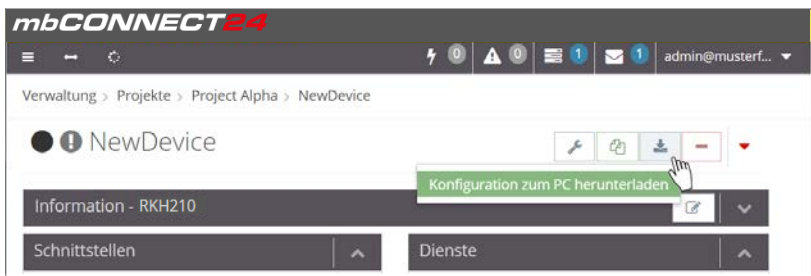 mbCONNECT24
0 0 1 1 admin@musterf...
Verwaltung > Projekte > Project Alpha > NewDevice
NewDevice
Konfiguration zum PC herunterladen
Information - RKH210
Schnittstellen Dienste